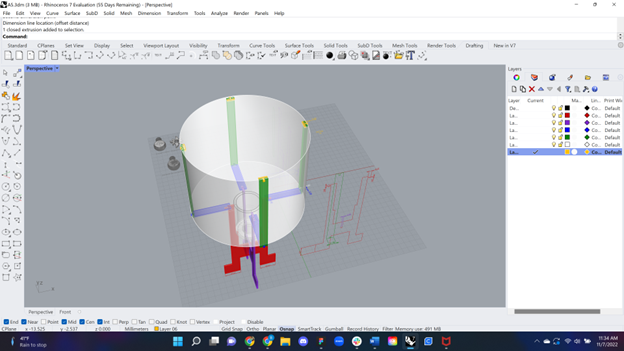 A5.3dm (3 MB) - Rhinoceros 7 Evaluation (55 Days Remaining) - [Perspective]
File Edit View Curve Surface SubD Solid Mesh Dimension Transform Tools Analyze Render Panels Help
Dimension line location (offset distance)
1 closed extrusion added to selection.
Command:
Standard CPlanes Set View Display Select Viewport Layout Visibility Transform Curve Tools Surface Tools Solid Tools SubD Tools Mesh Tools Render Tools Drafting New in V7
Perspective
Layers
Layer Current Ma... Lin... Print Wid
De... Co... Default
La... Co... Default
La... Co... Default
La... Co... Default
La... Co... Default
La... Co... Default
La... Co... Default
Perspective Front
End Near Point Mid Cen Int Perp Tan Quad Knot Vertex Project Disable
CPlane x -13.525 y -2.537 z 0.000 Millimeters Layer 06 Grid Snap Ortho Planar Osnap SmartTrack Gumball Record History Filter Memory use: 491 MB
41°F
Rain to stop
11:34 AM
11/7/2022